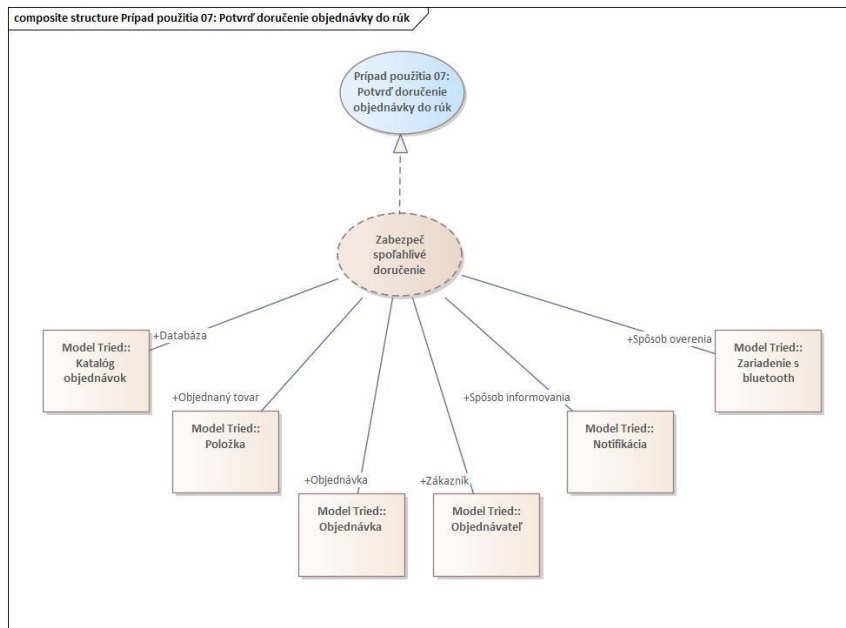 composite structure Prípad použitia 07: Potvrď doručenie objednávky do rúk
Prípad použitia 07:
Potvrď doručenie
objednávky do rúk
Zabezpeč
spoľahlivé
doručenie
+Databáza
+Spôsob overenia
Model Tried::
Katalóg
objednávok
Model Tried::
Zariadenie s
bluetooth
+Objednaný tovar
+Spôsob informovania
Model Tried::
Položka
Model Tried::
Notifikácia
+Objednávka
+Zákazník
Model Tried::
Objednávka
Model Tried::
Objednávateľ